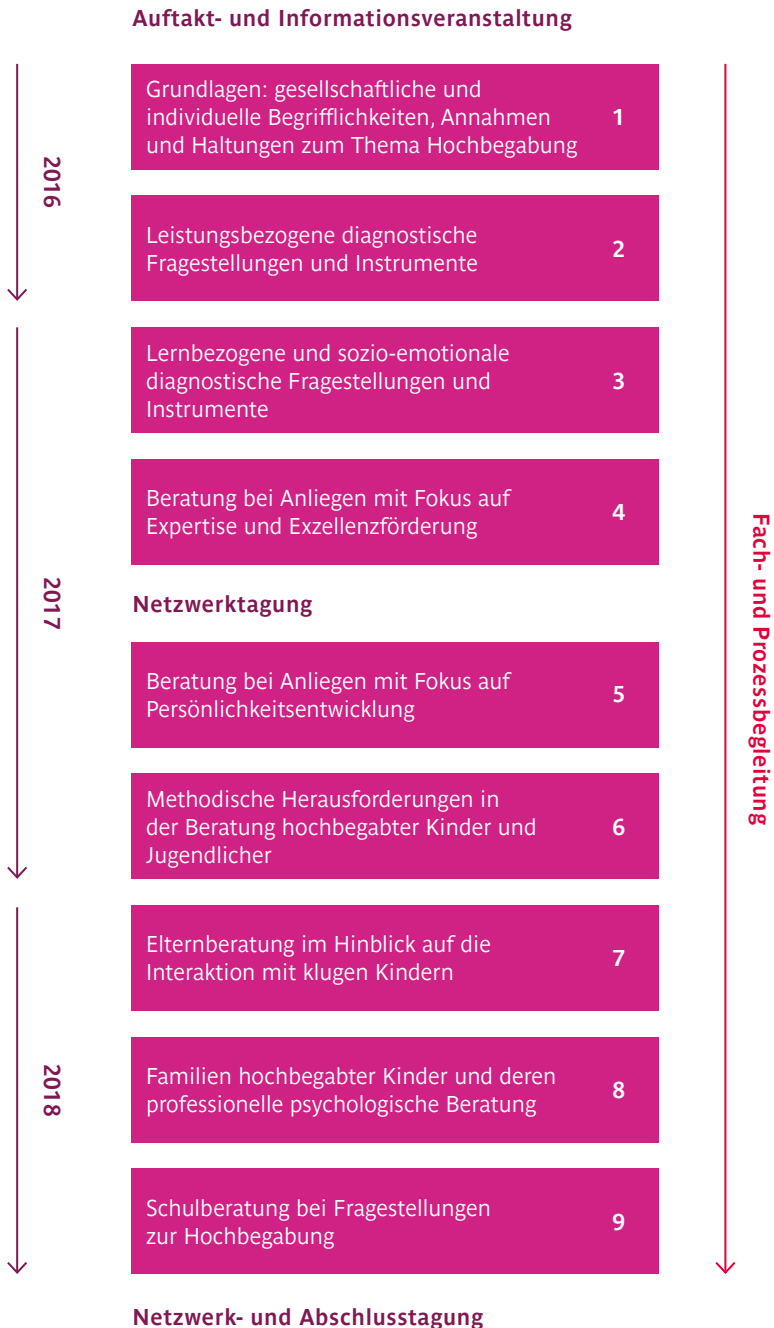 Auftakt- und Informationsveranstaltung
2016
Grundlagen: gesellschaftliche und
individuelle Begrifflichkeiten, Annahmen
und Haltungen zum Thema Hochbegabung
1
Leistungsbezogene diagnostische
Fragestellungen und Instrumente
2
2017
Lernbezogene und sozio-emotionale
diagnostische Fragestellungen und
Instrumente
3
Beratung bei Anliegen mit Fokus auf
Expertise und Exzellenzförderung
4
Netzwerktagung
Beratung bei Anliegen mit Fokus auf
Persönlichkeitsentwicklung
5
Methodische Herausforderungen in
der Beratung hochbegabter Kinder und
Jugendlicher
6
2018
Elternberatung im Hinblick auf die
Interaktion mit klugen Kindern
7
Familien hochbegabter Kinder und deren
professionelle psychologische Beratung
8
Schulberatung bei Fragestellungen
zur Hochbegabung
9
Netzwerk- und Abschlusstagung
Fach- und Prozessbegleitung